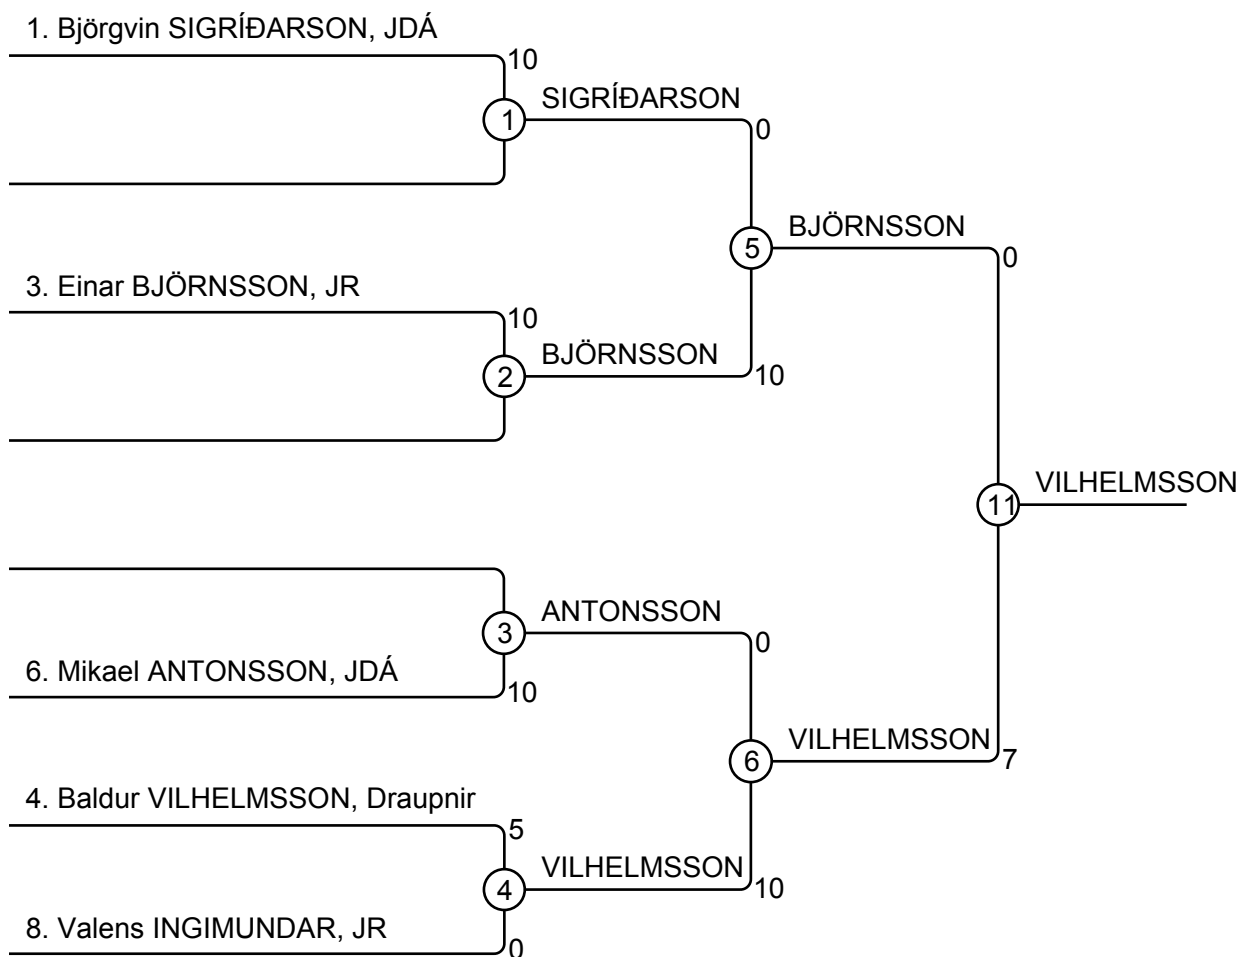 1. Björgvin SIGRÍÐARSON, JDÁ
10
SIGRÍÐARSON
1
0
BJÖRNSSON
5
0
3. Einar BJÖRNSSON, JR
10
BJÖRNSSON
2
10
VILHELMSSON
11
ANTONSSON
3
0
6. Mikael ANTONSSON, JDÁ
10
VILHELMSSON
6
7
4. Baldur VILHELMSSON, Draupnir
5
VILHELMSSON
4
10
8. Valens INGIMUNDAR, JR
0